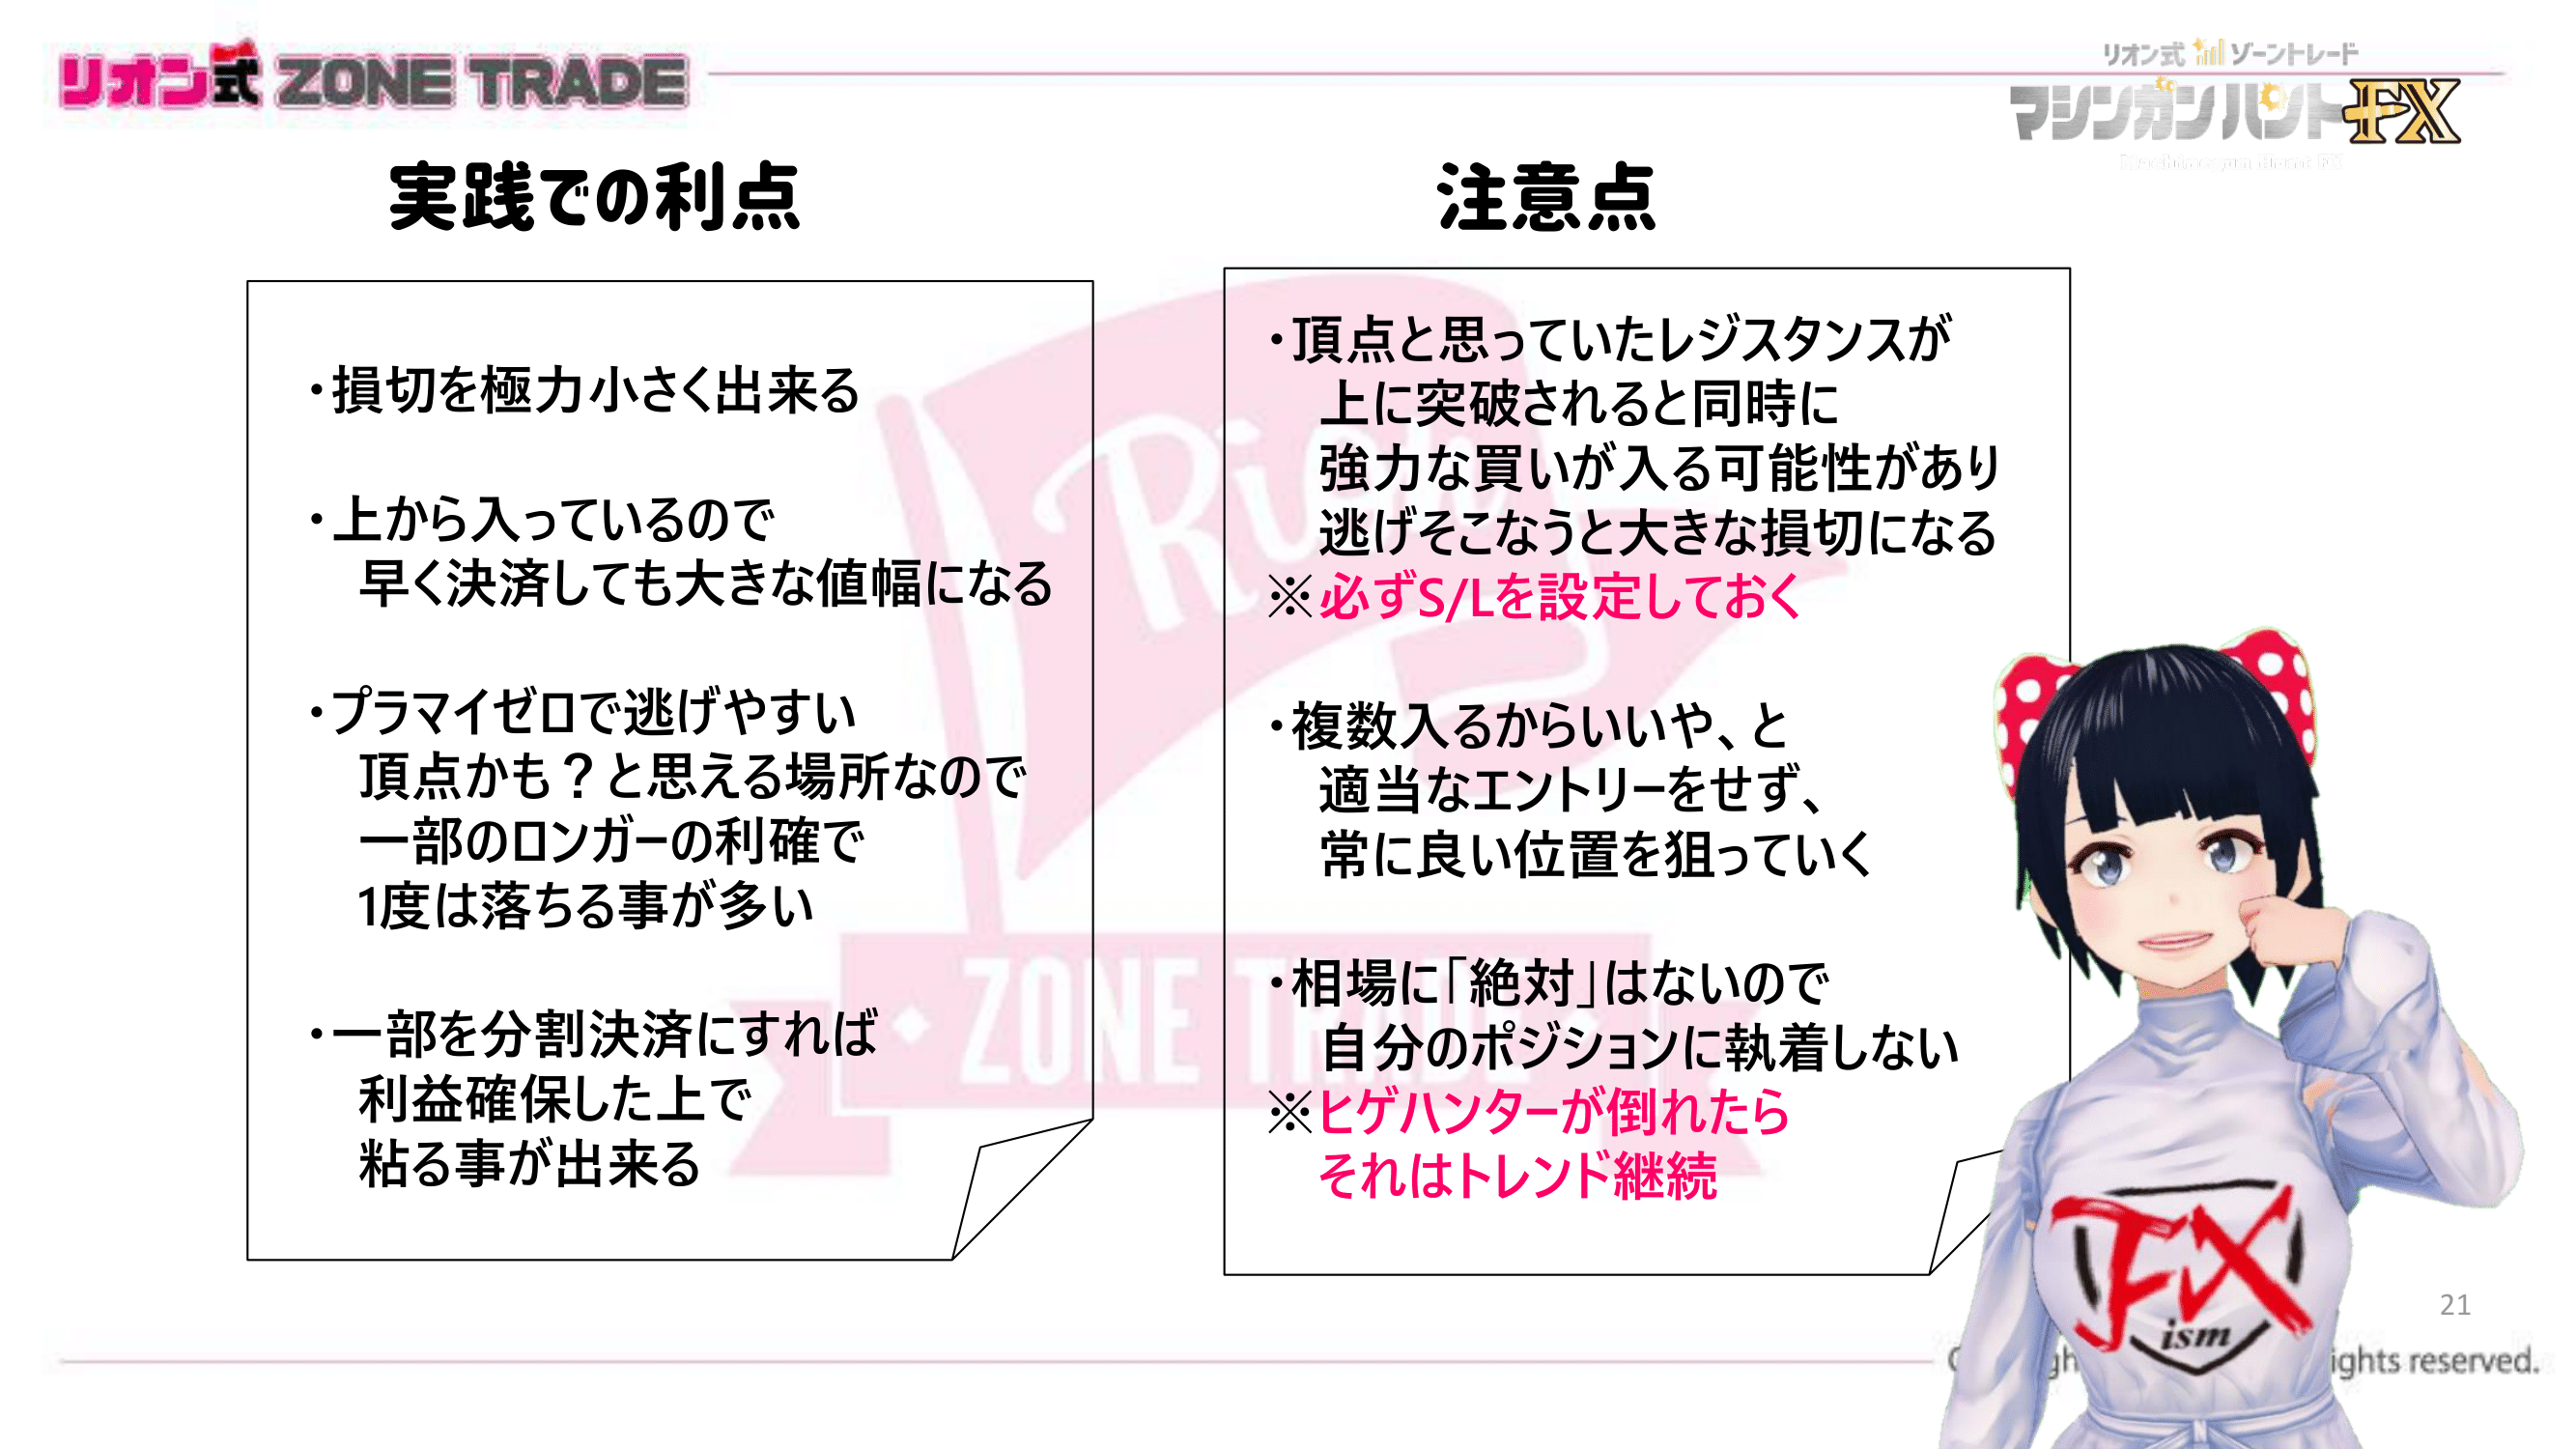 リオン式 ZONE TRADE
リオン式 ゾーントレード
マシンガンハントFX
実践での利点
・損切を極力小さく出来る
・上から入っているので
早く決済しても大きな値幅になる
・プラマイゼロで逃げやすい
頂点かも？と思える場所なので
一部のロンガーの利確で
1度は落ちる事が多い
・一部を分割決済にすれば
利益確保した上で
粘る事が出来る
注意点
・頂点と思っていたレジスタンスが
上に突破されると同時に
強力な買いが入る可能性があり
逃げそこなうと大きな損切になる
※必ずS/Lを設定しておく
・複数入るからいいや、と
適当なエントリーをせず、
常に良い位置を狙っていく
・相場に「絶対」はないので
自分のポジションに執着しない
※ヒゲハンターが倒れたら
それはトレンド継続
ZONE TRADE
FX
ism
21
reserved.